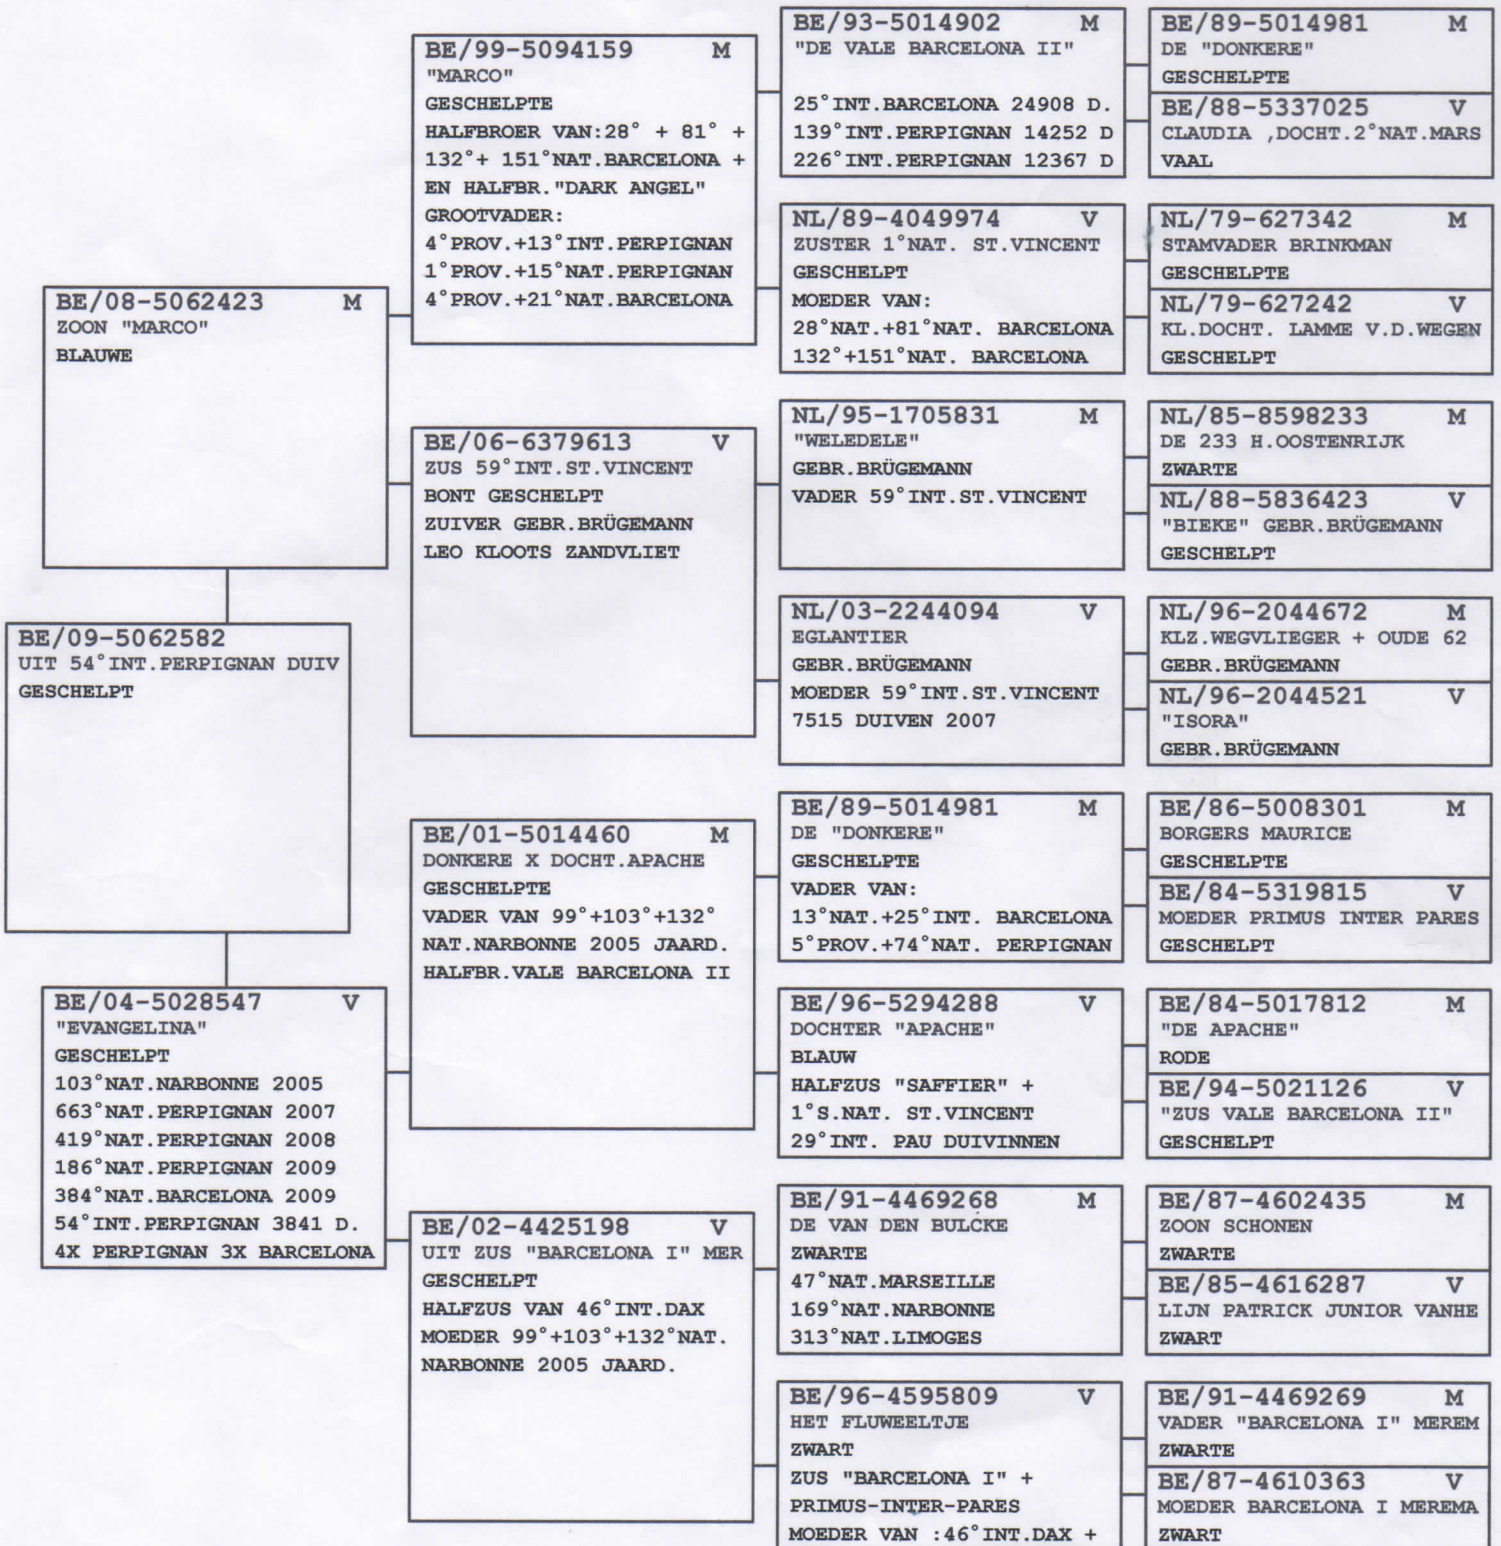 BE/09-5062582
UIT 54°INT.PERPIGNAN DUIV
GESCHELPT
BE/08-5062423 M
ZOON "MARCO"
BLAUWE
BE/04-5028547 V
"EVANGELINA"
GESCHELPT
103°NAT.NARBONNE 2005
663°NAT.PERPIGNAN 2007
419°NAT.PERPIGNAN 2008
186°NAT.PERPIGNAN 2009
384°NAT.BARCELONA 2009
54°INT.PERPIGNAN 3841 D.
4X PERPIGNAN 3X BARCELONA
BE/99-5094159 M
"MARCO"
GESCHELPTE
HALFBROER VAN:28° + 81° +
132°+ 151°NAT.BARCELONA +
EN HALFBR."DARK ANGEL"
GROOTVADER:
4°PROV.+13°INT.PERPIGNAN
1°PROV.+15°NAT.PERPIGNAN
4°PROV.+21°NAT.BARCELONA
BE/06-6379613 V
ZUS 59°INT.ST.VINCENT
BONT GESCHELPT
ZUIVER GEBR.BRÜGEMANN
LEO KLOOTS ZANDVLIET
BE/01-5014460 M
DONKERE X DOCHT.APACHE
GESCHELPTE
VADER VAN 99°+103°+132°
NAT.NARBONNE 2005 JAARD.
HALFBR.VALE BARCELONA II
BE/02-4425198 V
UIT ZUS "BARCELONA I" MER
GESCHELPT
HALFZUS VAN 46°INT.DAX
MOEDER 99°+103°+132°NAT.
NARBONNE 2005 JAARD.
BE/93-5014902 M
"DE VALE BARCELONA II"
25°INT.BARCELONA 24908 D.
139°INT.PERPIGNAN 14252 D
226°INT.PERPIGNAN 12367 D
NL/89-4049974 V
ZUSTER 1°NAT. ST.VINCENT
GESCHELPT
MOEDER VAN:
28°NAT.+81°NAT. BARCELONA
132°+151°NAT. BARCELONA
NL/95-1705831 M
"WELEDELE"
GEBR.BRÜGEMANN
VADER 59°INT.ST.VINCENT
NL/03-2244094 V
EGLANTIER
GEBR.BRÜGEMANN
MOEDER 59°INT.ST.VINCENT
7515 DUIVEN 2007
BE/89-5014981 M
DE "DONKERE"
GESCHELPTE
VADER VAN:
13°NAT.+25°INT. BARCELONA
5°PROV.+74°NAT. PERPIGNAN
BE/96-5294288 V
DOCHTER "APACHE"
BLAUW
HALFZUS "SAFFIER" +
1°S.NAT. ST.VINCENT
29°INT. PAU DUIVINNEN
BE/91-4469268 M
DE VAN DEN BULCKE
ZWARTE
47°NAT.MARSEILLE
169°NAT.NARBONNE
313°NAT.LIMOGES
BE/96-4595809 V
HET FLUWEELTJE
ZWART
ZUS "BARCELONA I" +
PRIMUS-INTER-PARES
MOEDER VAN :46°INT.DAX +
BE/89-5014981 M
DE "DONKERE"
GESCHELPTE
BE/88-5337025 V
CLAUDIA ,DOCHT.2°NAT.MARS
VAAL
NL/79-627342 M
STAMVADER BRINKMAN
GESCHELPTE
NL/79-627242 V
KL.DOCHT. LAMME V.D.WEGEN
GESCHELPT
NL/85-8598233 M
DE 233 H.OOSTENRIJK
ZWARTE
NL/88-5836423 V
"BIEKE" GEBR.BRÜGEMANN
GESCHELPT
NL/96-2044672 M
KLZ.WEGVLIEGER + OUDE 62
GEBR.BRÜGEMANN
NL/96-2044521 V
"ISORA"
GEBR.BRÜGEMANN
BE/86-5008301 M
BORGERS MAURICE
GESCHELPTE
BE/84-5319815 V
MOEDER PRIMUS INTER PARES
GESCHELPT
BE/84-5017812 M
"DE APACHE"
RODE
BE/94-5021126 V
"ZUS VALE BARCELONA II"
GESCHELPT
BE/87-4602435 M
ZOON SCHONEN
ZWARTE
BE/85-4616287 V
LIJN PATRICK JUNIOR VANHE
ZWART
BE/91-4469269 M
VADER "BARCELONA I" MEREM
ZWARTE
BE/87-4610363 V
MOEDER BARCELONA I MEREMA
ZWART